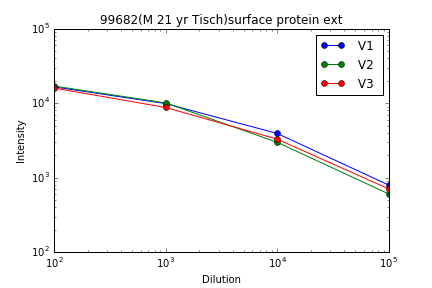 99682(M 21 yr Tisch)surface protein ext
10^5
10^4
10^3
10^2
Intensity
V1
V2
V3
10^2 10^3 10^4 10^5
Dilution